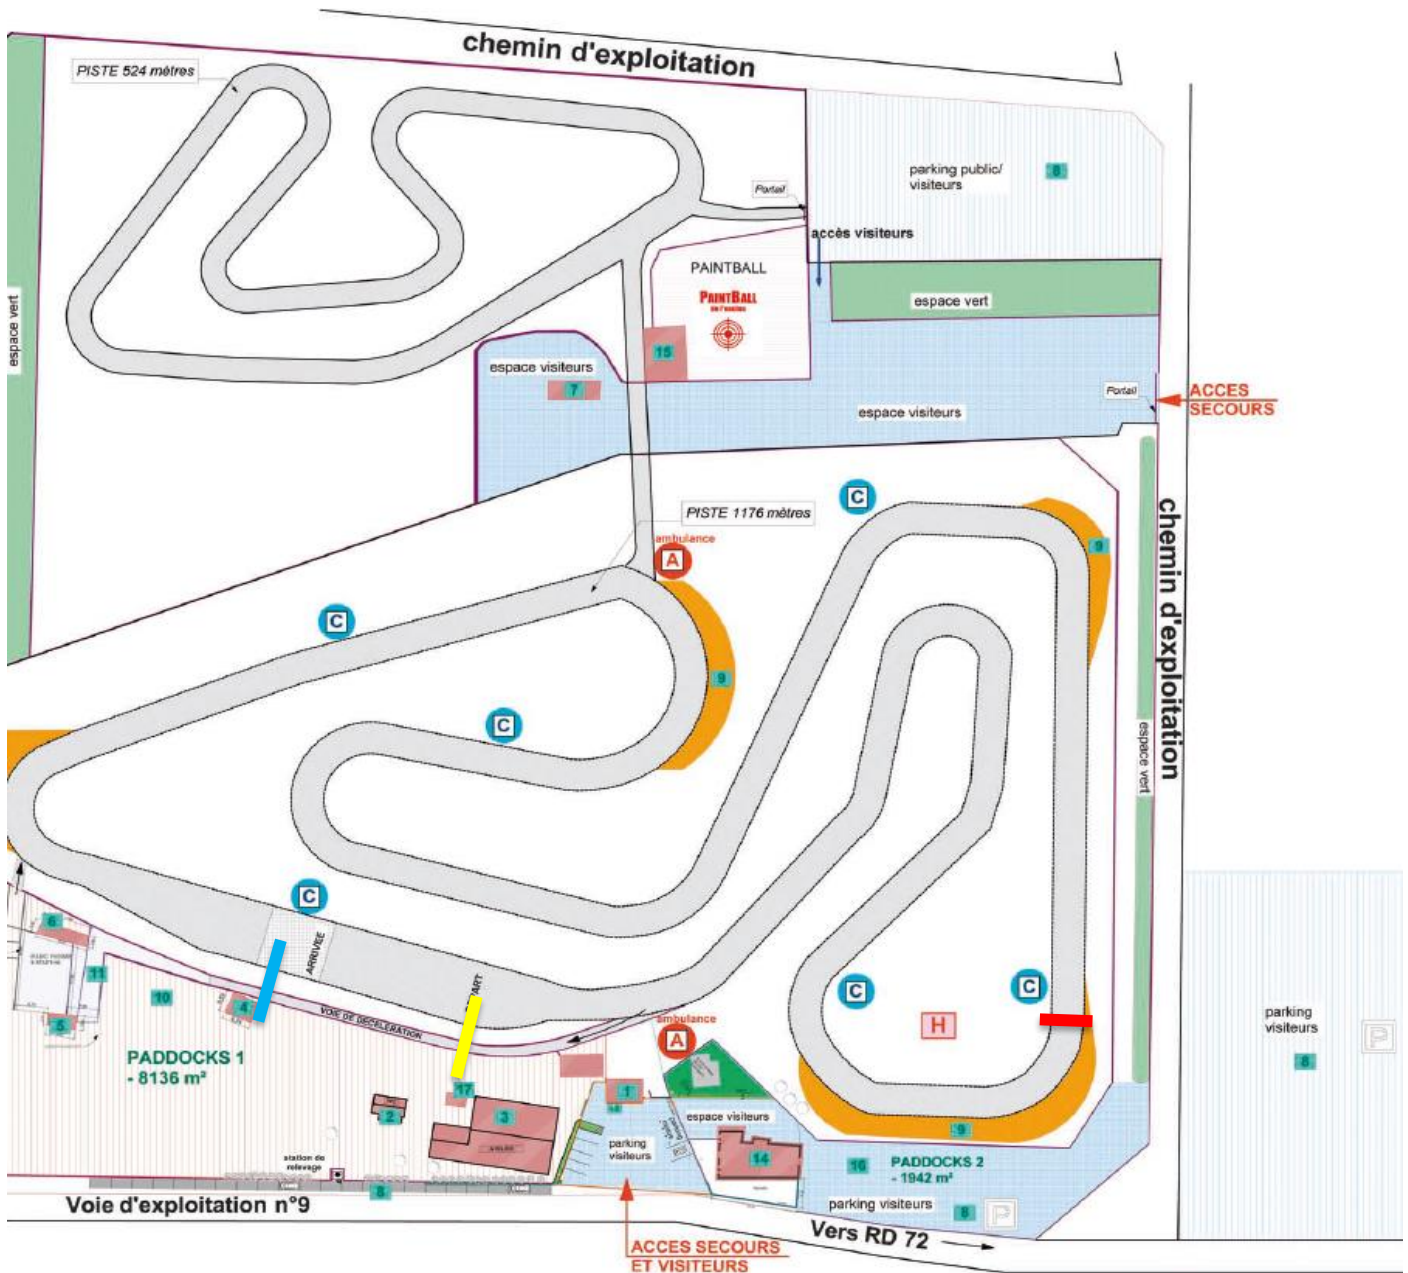 chemin d'exploitation
PISTE 524 mètres
parking public/
visiteurs
8
Portail
accès visiteurs
PAINTBALL
PAINTBALL
espace vert
espace vert
15
espace visiteurs
7
espace visiteurs
Portail
ACCES
SECOURS
C
PISTE 1176 mètres
ambulance
A
9
chemin d'exploitation
C
9
C
espace vert
C
ARRIVEE
6
11
10
4
5
VOIE DE DECELERATION
C
C
H
ambulance
A
parking
visiteurs
P
8
PADDOCKS 1
- 8136 m²
17
2
3
ATELIER
1
parking
visiteurs
espace visiteurs
14
9
16
PADDOCKS 2
- 1942 m²
station de
relevage
8
parking visiteurs
8
P
Voie d'exploitation n°9
Vers RD 72
ACCES SECOURS
ET VISITEURS